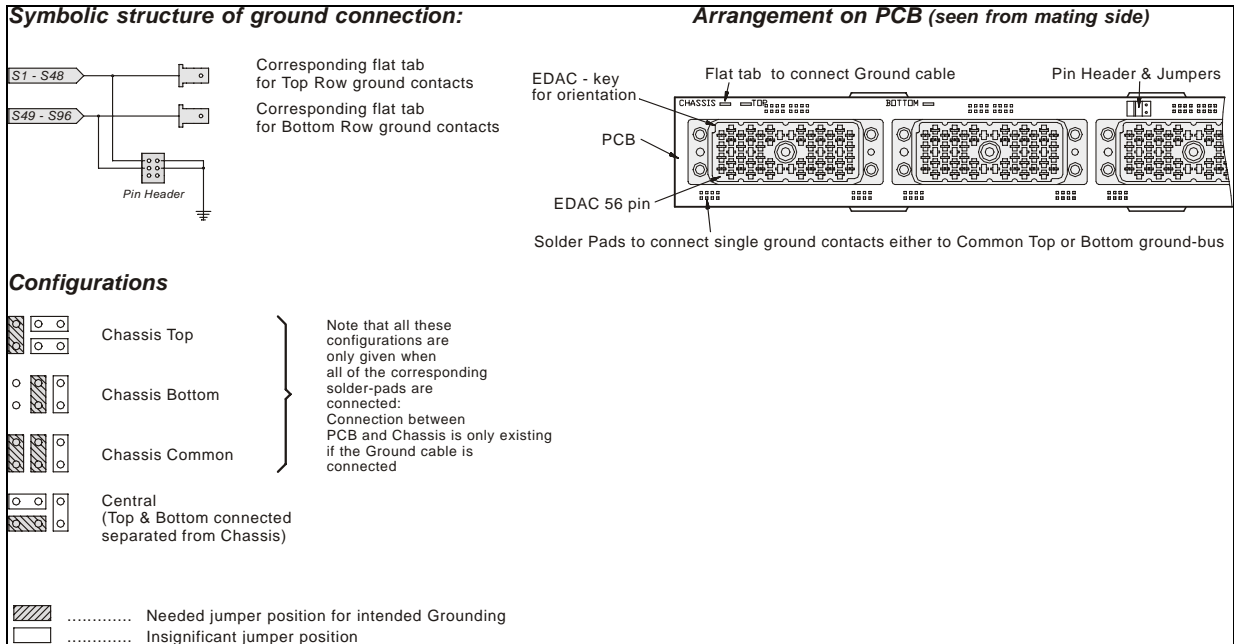 Symbolic structure of ground connection:
S1 - S48
Corresponding flat tab
for Top Row ground contacts
S49 - S96
Corresponding flat tab
for Bottom Row ground contacts
Pin Header
Arrangement on PCB (seen from mating side)
EDAC - key
for orientation
Flat tab to connect Ground cable
Pin Header & Jumpers
CHASSIS
TOP
BOTTOM
PCB
EDAC 56 pin
Solder Pads to connect single ground contacts either to Common Top or Bottom ground-bus
Configurations
Chassis Top
Chassis Bottom
Chassis Common
Central
(Top & Bottom connected
separated from Chassis)
Note that all these
configurations are
only given when
all of the corresponding
solder-pads are
connected:
Connection between
PCB and Chassis is only existing
if the Ground cable is
connected
............. Needed jumper position for intended Grounding
............. Insignificant jumper position